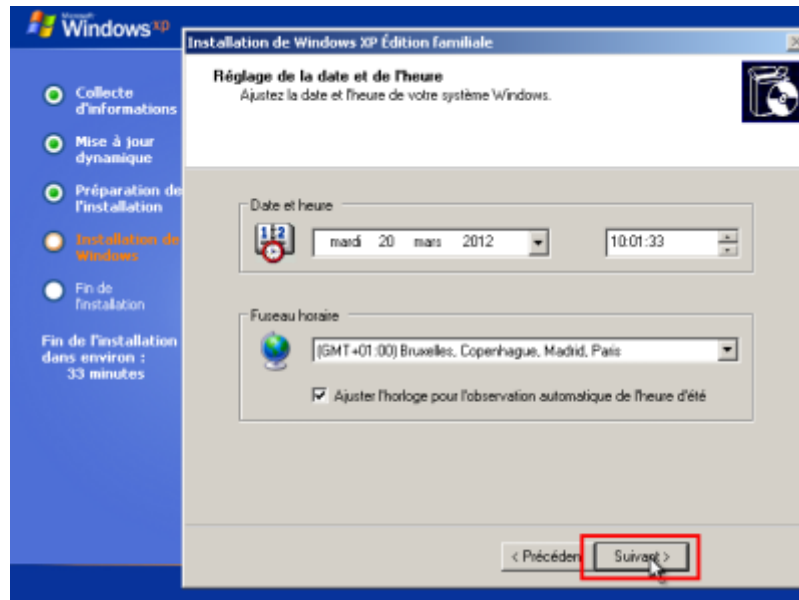 Microsoft
Windows xp
Installation de Windows XP Édition familiale
Réglage de la date et de l'heure
Ajustez la date et l'heure de votre système Windows.
Collecte
d'informations
Mise à jour
dynamique
Préparation de
l'installation
Installation de
Windows
Fin de
l'installation
Fin de l'installation
dans environ :
33 minutes
Date et heure
mardi 20 mars 2012
10:01:33
Fuseau horaire
(GMT+01:00) Bruxelles, Copenhague, Madrid, Paris
Ajuster l'horloge pour l'observation automatique de l'heure d'été
< Précéden
Suivant >